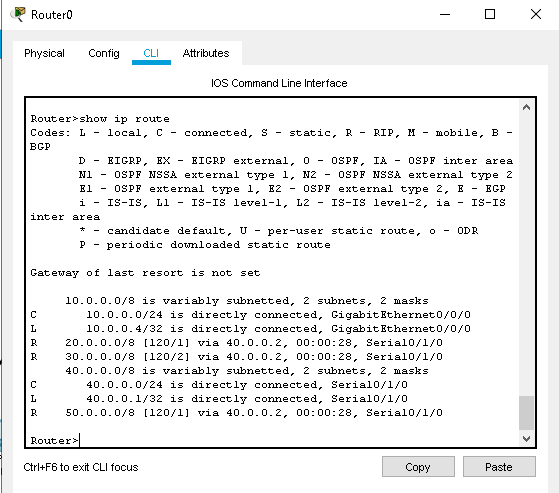 Router0
Physical Config CLI Attributes
IOS Command Line Interface
Router>show ip route
Codes: L - local, C - connected, S - static, R - RIP, M - mobile, B -
BGP
D - EIGRP, EX - EIGRP external, O - OSPF, IA - OSPF inter area
N1 - OSPF NSSA external type 1, N2 - OSPF NSSA external type 2
E1 - OSPF external type 1, E2 - OSPF external type 2, E - EGP
i - IS-IS, L1 - IS-IS level-1, L2 - IS-IS level-2, ia - IS-IS
inter area
* - candidate default, U - per-user static route, o - ODR
P - periodic downloaded static route
Gateway of last resort is not set
10.0.0.0/8 is variably subnetted, 2 subnets, 2 masks
C 10.0.0.0/24 is directly connected, GigabitEthernet0/0/0
L 10.0.0.4/32 is directly connected, GigabitEthernet0/0/0
R 20.0.0.0/8 [120/1] via 40.0.0.2, 00:00:28, Serial0/1/0
R 30.0.0.0/8 [120/2] via 40.0.0.2, 00:00:28, Serial0/1/0
40.0.0.0/8 is variably subnetted, 2 subnets, 2 masks
C 40.0.0.0/24 is directly connected, Serial0/1/0
L 40.0.0.1/32 is directly connected, Serial0/1/0
R 50.0.0.0/8 [120/1] via 40.0.0.2, 00:00:28, Serial0/1/0
Router>
Ctrl+F6 to exit CLI focus
Copy Paste